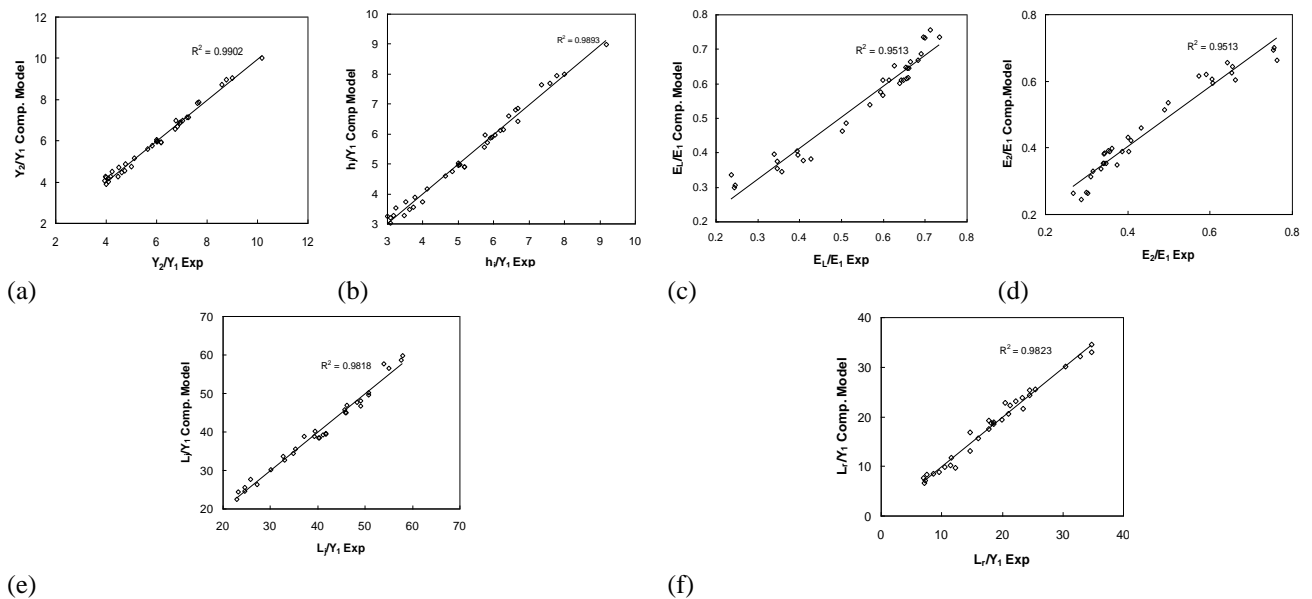 12
10
8
6
4
2
2 4 6 8 10 12
Y₂/Y₁ Comp. Model
Y₂/Y₁ Exp
R² = 0.9902
(a)
10
9
8
7
6
5
4
3
3 4 5 6 7 8 9 10
hⱼ/Y₁ Comp Model
hⱼ/Y₁ Exp
R² = 0.9893
(b)
0.8
0.7
0.6
0.5
0.4
0.3
0.2
0.2 0.3 0.4 0.5 0.6 0.7 0.8
E_L/E₁ Comp. Model
E_L/E₁ Exp
R² = 0.9513
(c)
0.8
0.6
0.4
0.2
0.2 0.4 0.6 0.8
E₂/E₁ Comp.Model
E₂/E₁ Exp
R² = 0.9513
(d)
70
60
50
40
30
20
20 30 40 50 60 70
Lⱼ/Y₁ Comp. Model
Lⱼ/Y₁ Exp
R² = 0.9818
(e)
40
30
20
10
0
0 10 20 30 40
Lᵣ/Y₁ Comp. Model
Lᵣ/Y₁ Exp
R² = 0.9823
(f)